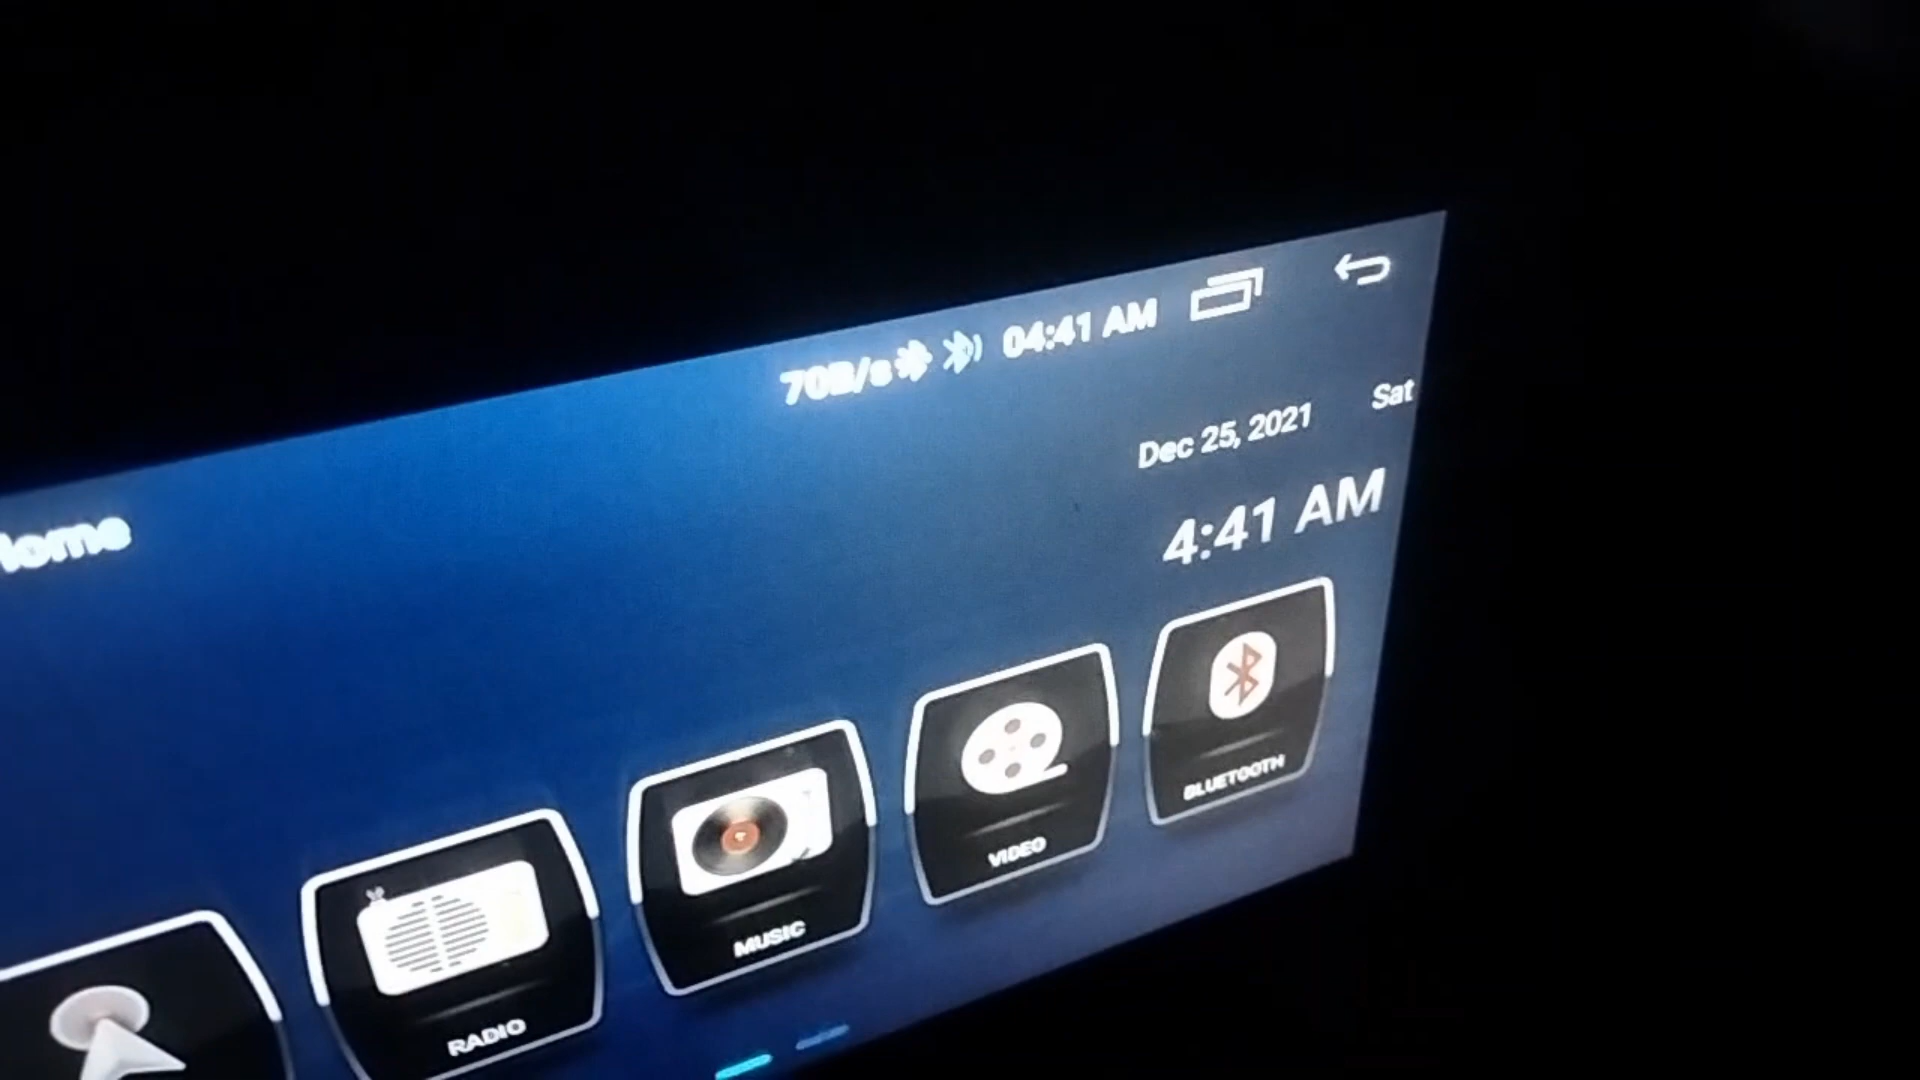 70B/s 04:41 AM
Dec 25, 2021 Sat
4:41 AM
RADIO
MUSIC
VIDEO
BLUETOOTH